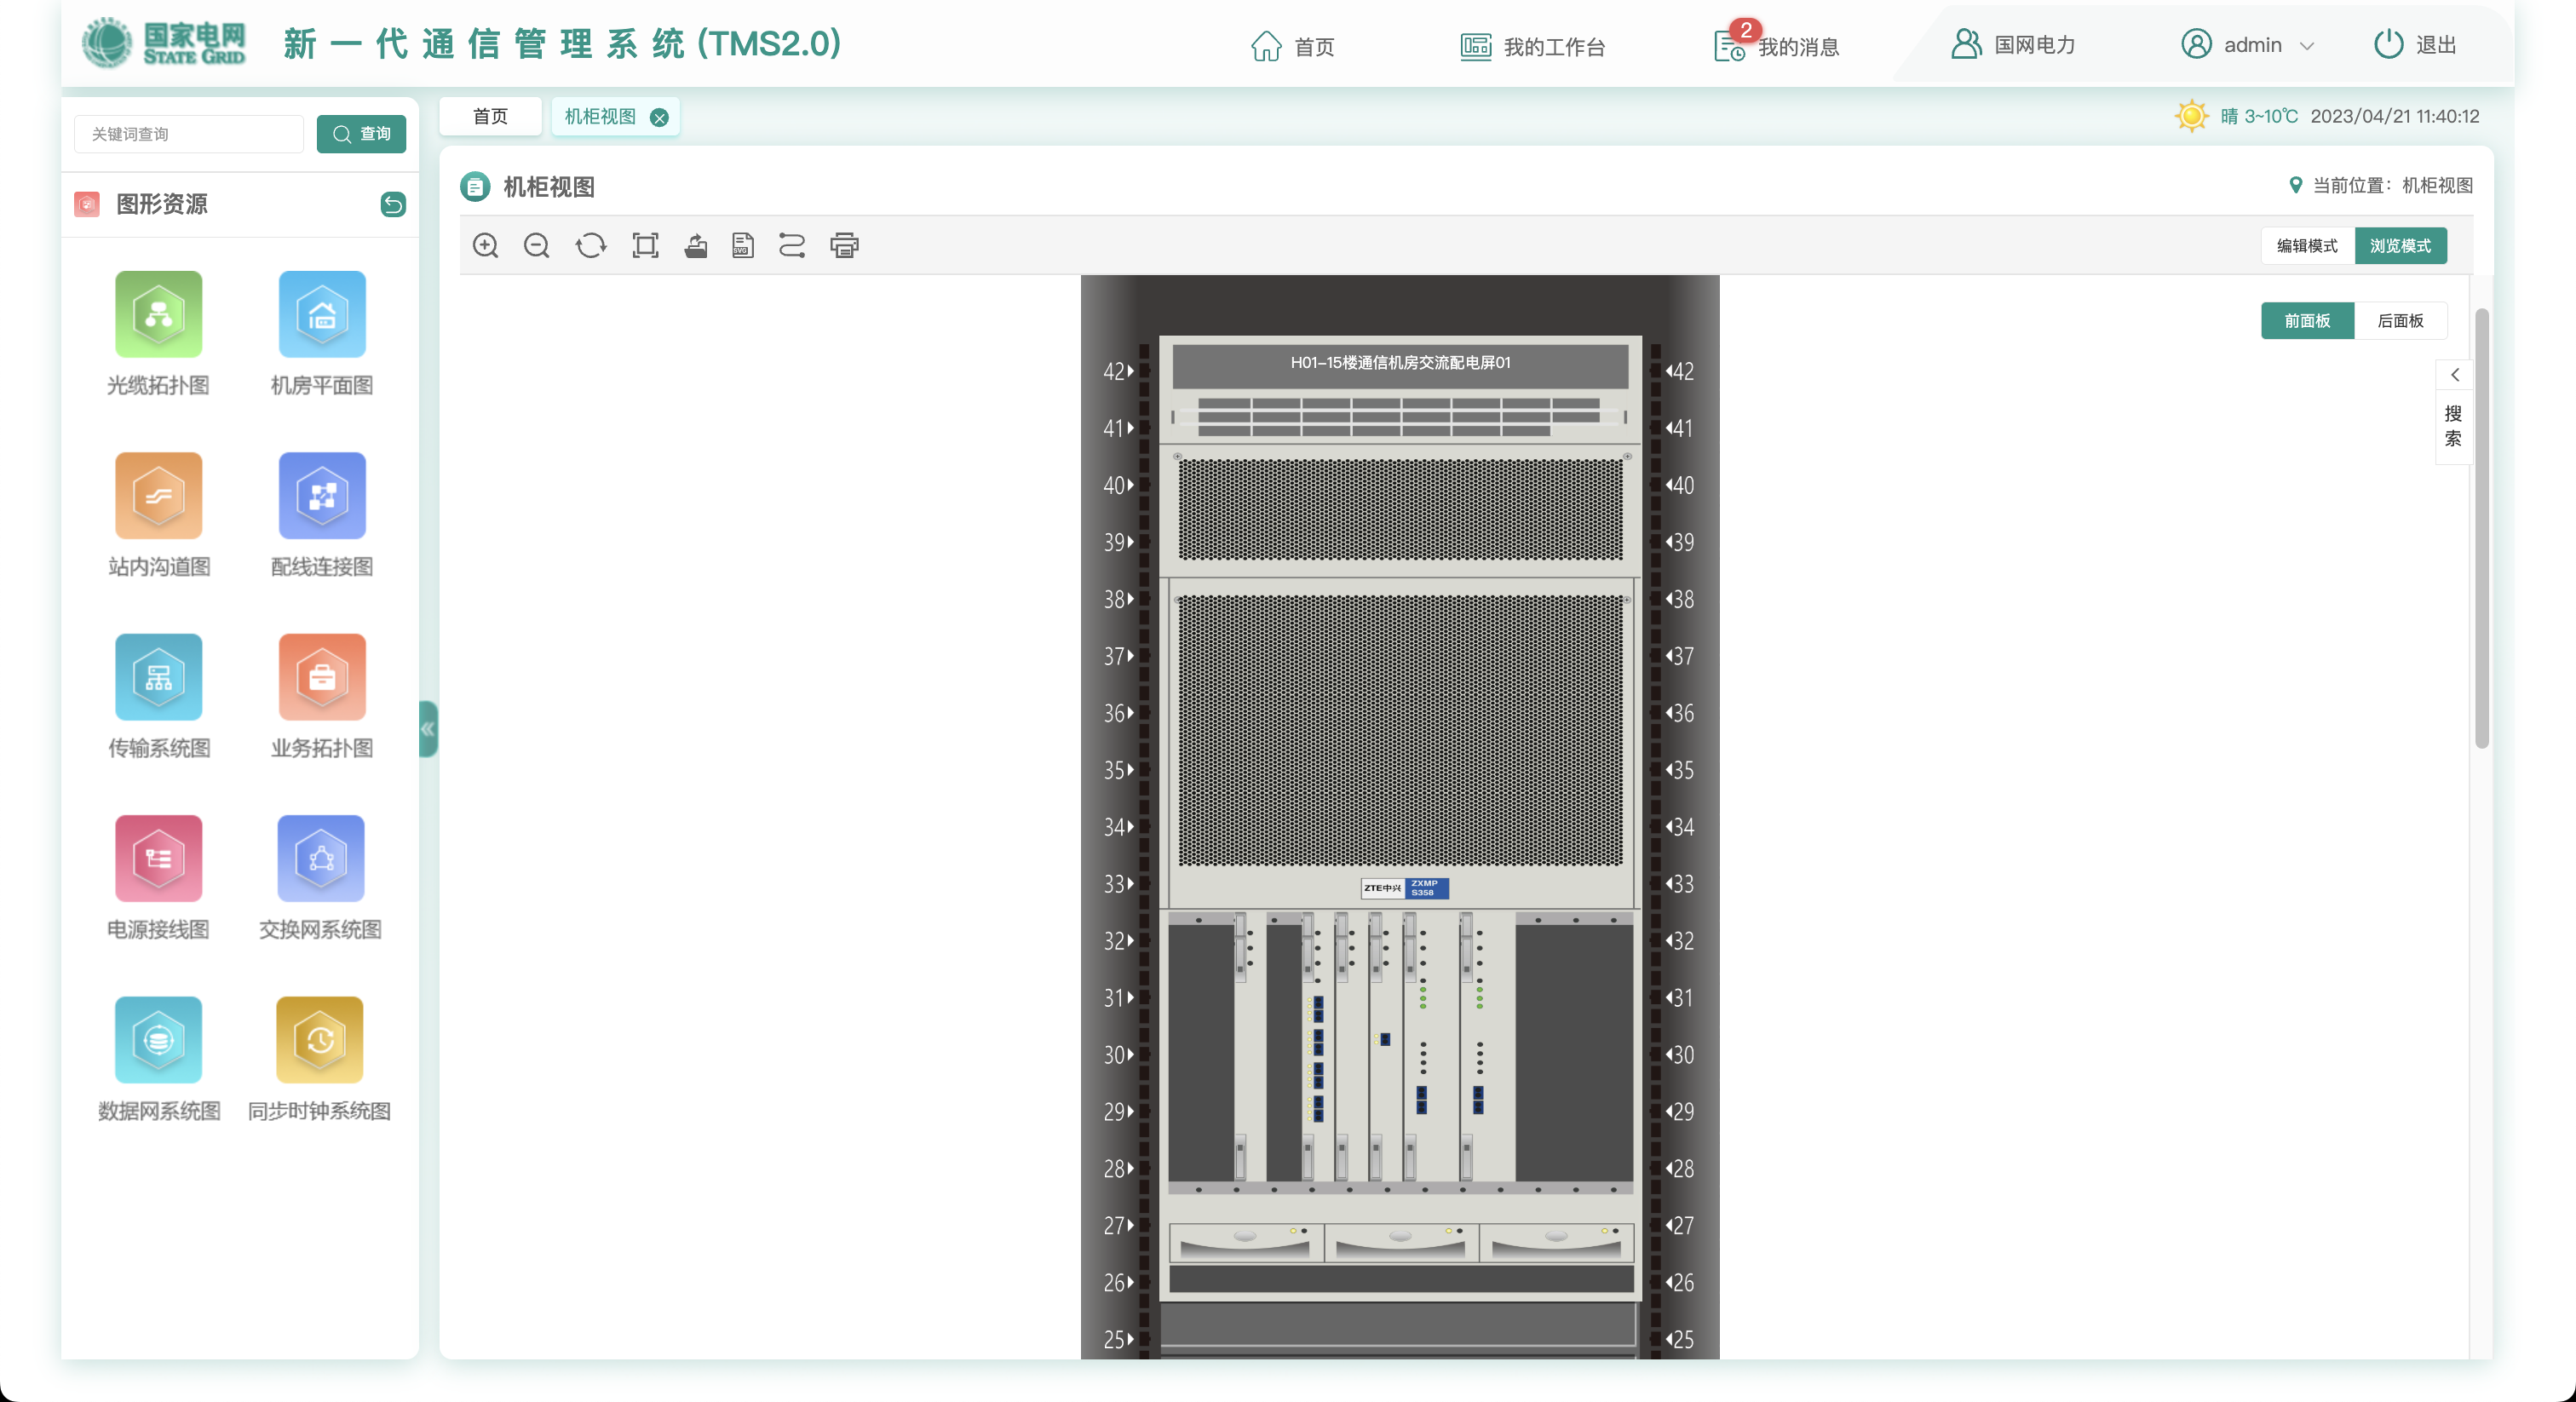 国家电网
STATE GRID
新一代通信管理系统(TMS2.0)
首页
我的工作台
2
我的消息
国网电力
admin
退出
关键词查询
查询
首页
机柜视图
晴 3~10℃ 2023/04/21 11:40:12
图形资源
机柜视图
当前位置：机柜视图
SVG
编辑模式
浏览模式
前面板
后面板
搜索
光缆拓扑图
机房平面图
站内沟道图
配线连接图
传输系统图
业务拓扑图
电源接线图
交换网系统图
数据网系统图
同步时钟系统图
H01-15楼通信机房交流配电屏01
42 42
41 41
40 40
39 39
38 38
37 37
36 36
35 35
34 34
33 33
ZTE中兴 ZXMP S358
32 32
31 31
30 30
29 29
28 28
27 27
26 26
25 25